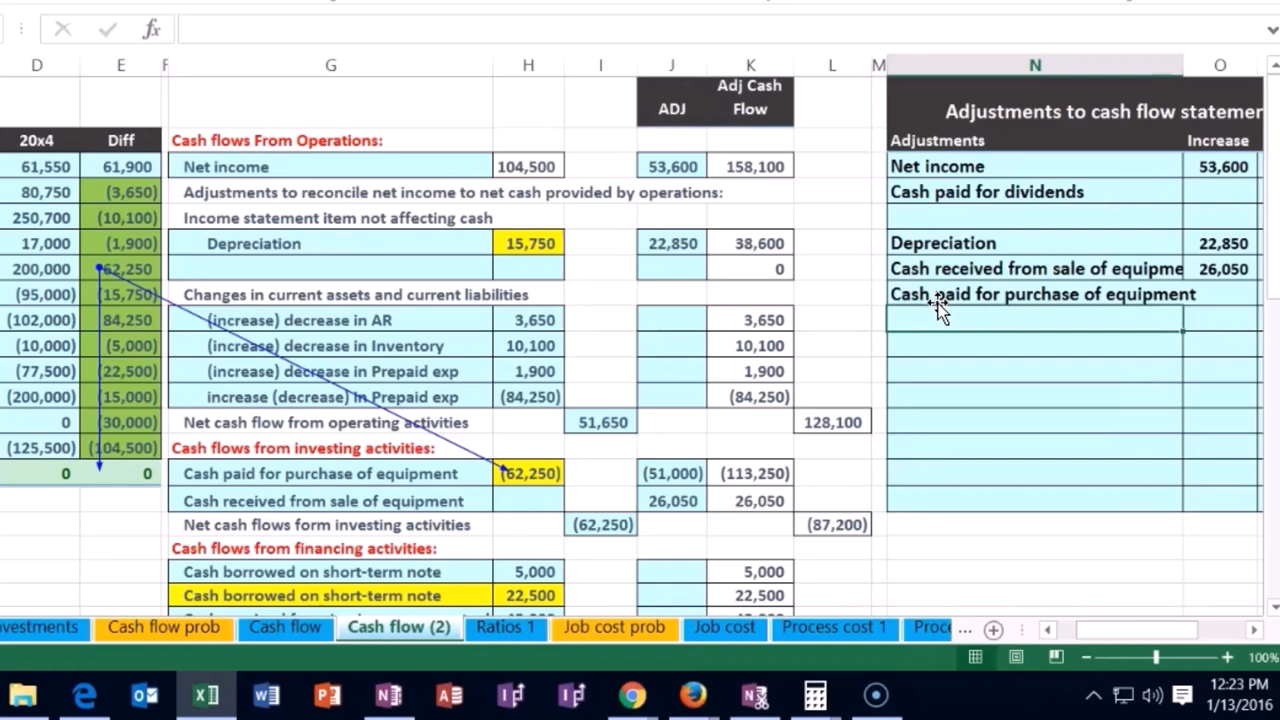 fx
D E F G H I J K L M N O
ADJ Adj Cash Flow Adjustments to cash flow statemer
20x4 Diff Cash flows From Operations: Adjustments Increase
61,550 61,900 Net income 104,500 53,600 158,100 Net income 53,600
80,750 (3,650) Adjustments to reconcile net income to net cash provided by operations: Cash paid for dividends
250,700 (10,100) Income statement item not affecting cash
17,000 (1,900) Depreciation 15,750 22,850 38,600 Depreciation 22,850
200,000 62,250 0 Cash received from sale of equipme 26,050
(95,000) (15,750) Changes in current assets and current liabilities Cash paid for purchase of equipment
(102,000) 84,250 (increase) decrease in AR 3,650 3,650
(10,000) (5,000) (increase) decrease in Inventory 10,100 10,100
(77,500) (22,500) (increase) decrease in Prepaid exp 1,900 1,900
(200,000) (15,000) increase (decrease) in Prepaid exp (84,250) (84,250)
0 (30,000) Net cash flow from operating activities 51,650 128,100
(125,500) (104,500) Cash flows from investing activities:
0 0 Cash paid for purchase of equipment (62,250) (51,000) (113,250)
Cash received from sale of equipment 26,050 26,050
Net cash flows form investing activities (62,250) (87,200)
Cash flows from financing activities:
Cash borrowed on short-term note 5,000 5,000
Cash borrowed on short-term note 22,500 22,500
vestments Cash flow prob Cash flow Cash flow (2) Ratios 1 Job cost prob Job cost Process cost 1 Proce ...
100%
12:23 PM
1/13/2016